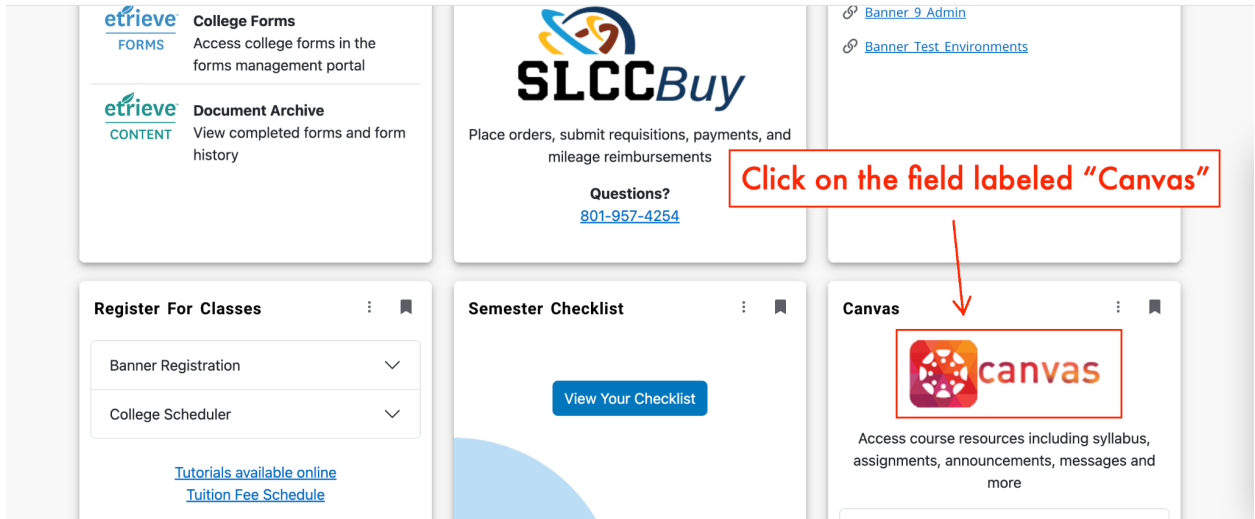 etrieve
FORMS
College Forms
Access college forms in the
forms management portal
etrieve
CONTENT
Document Archive
View completed forms and form
history
SLCCBuy
Place orders, submit requisitions, payments, and
mileage reimbursements
Questions?
801-957-4254
Banner 9 Admin
Banner Test Environments
Click on the field labeled “Canvas”
Register For Classes
Banner Registration
College Scheduler
Tutorials available online
Tuition Fee Schedule
Semester Checklist
View Your Checklist
Canvas
canvas
Access course resources including syllabus,
assignments, announcements, messages and
more